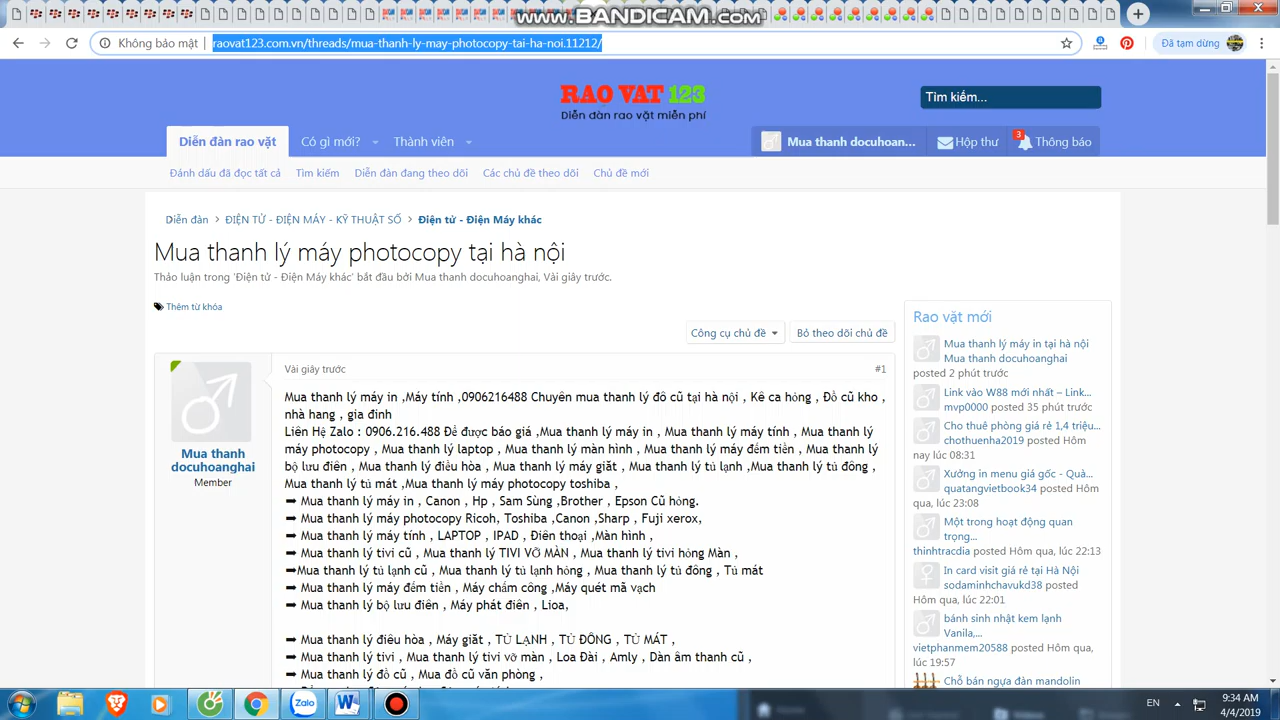 www.BANDICAM.com
Không bảo mật | raovat123.com.vn/threads/mua-thanh-ly-may-photocopy-tai-ha-noi.11212/
Đã tạm dừng
RAO VAT 123
Diễn đàn rao vặt miễn phí
Tìm kiếm...
Diễn đàn rao vặt
Có gì mới?
Thành viên
Mua thanh docuhoan...
Hộp thư
3
Thông báo
Đánh dấu đã đọc tất cả
Tìm kiếm
Diễn đàn đang theo dõi
Các chủ đề theo dõi
Chủ đề mới
Diễn đàn > ĐIỆN TỬ - ĐIỆN MÁY - KỸ THUẬT SỐ > Điện tử - Điện Máy khác
Mua thanh lý máy photocopy tại hà nội
Thảo luận trong 'Điện tử - Điện Máy khác' bắt đầu bởi Mua thanh docuhoanghai, Vài giây trước.
Thêm từ khóa
Công cụ chủ đề
Bỏ theo dõi chủ đề
Mua thanh
docuhoanghai
Member
Vài giây trước
#1
Mua thanh lý máy in ,Máy tính ,0906216488 Chuyên mua thanh lý đồ cũ tại hà nội , Kê ca hỏng , Đồ cũ kho ,
nhà hang , gia đinh
Liên Hệ Zalo : 0906.216.488 Để được báo giá ,Mua thanh lý máy in , Mua thanh lý máy tính , Mua thanh lý
máy photocopy , Mua thanh lý laptop , Mua thanh lý màn hình , Mua thanh lý máy đếm tiền , Mua thanh lý
bộ lưu điên , Mua thanh lý điều hòa , Mua thanh lý máy giặt , Mua thanh lý tủ lạnh ,Mua thanh lý tủ đông ,
Mua thanh lý tủ mát ,Mua thanh lý máy photocopy toshiba ,
➡ Mua thanh lý máy in , Canon , Hp , Sam Sùng ,Brother , Epson Cũ hỏng.
➡ Mua thanh lý máy photocopy Ricoh, Toshiba ,Canon ,Sharp , Fuji xerox,
➡ Mua thanh lý máy tính , LAPTOP , IPAD , Điên thoại ,Màn hình ,
➡ Mua thanh lý tivi cũ , Mua thanh lý TIVI VỠ MÀN , Mua thanh lý tivi hỏng Màn ,
➡Mua thanh lý tủ lạnh cũ , Mua thanh lý tủ lạnh hỏng , Mua thanh lý tủ đông , Tủ mát
➡ Mua thanh lý máy đếm tiền , Máy chấm công ,Máy quét mã vạch
➡ Mua thanh lý bộ lưu điên , Máy phát điên , Lioa,
➡ Mua thanh lý điều hòa , Máy giặt , TỦ LẠNH , TỦ ĐÔNG , TỦ MÁT ,
➡ Mua thanh lý tivi , Mua thanh lý tivi vỡ màn , Loa Đài , Amly , Dàn âm thanh cũ ,
➡ Mua thanh lý đồ cũ , Mua đồ cũ văn phòng ,
Rao vặt mới
Mua thanh lý máy in tại hà nội
Mua thanh docuhoanghai
posted 2 phút trước
Link vào W88 mới nhất – Link...
mvp0000 posted 35 phút trước
Cho thuê phòng giá rẻ 1,4 triệu...
chothuenha2019 posted Hôm
nay lúc 08:31
Xưởng in menu giá gốc - Quà...
quatangvietbook34 posted Hôm
qua, lúc 23:08
Một trong hoạt động quan
trọng...
thinhtracdia posted Hôm qua, lúc 22:13
In card visit giá rẻ tại Hà Nội
sodaminhchavukd38 posted
Hôm qua, lúc 22:01
bánh sinh nhật kem lạnh
Vanila,...
vietphanmem20588 posted Hôm
qua, lúc 19:57
Chỗ bán ngựa đàn mandolin
Zalo
EN
9:34 AM
4/4/2019